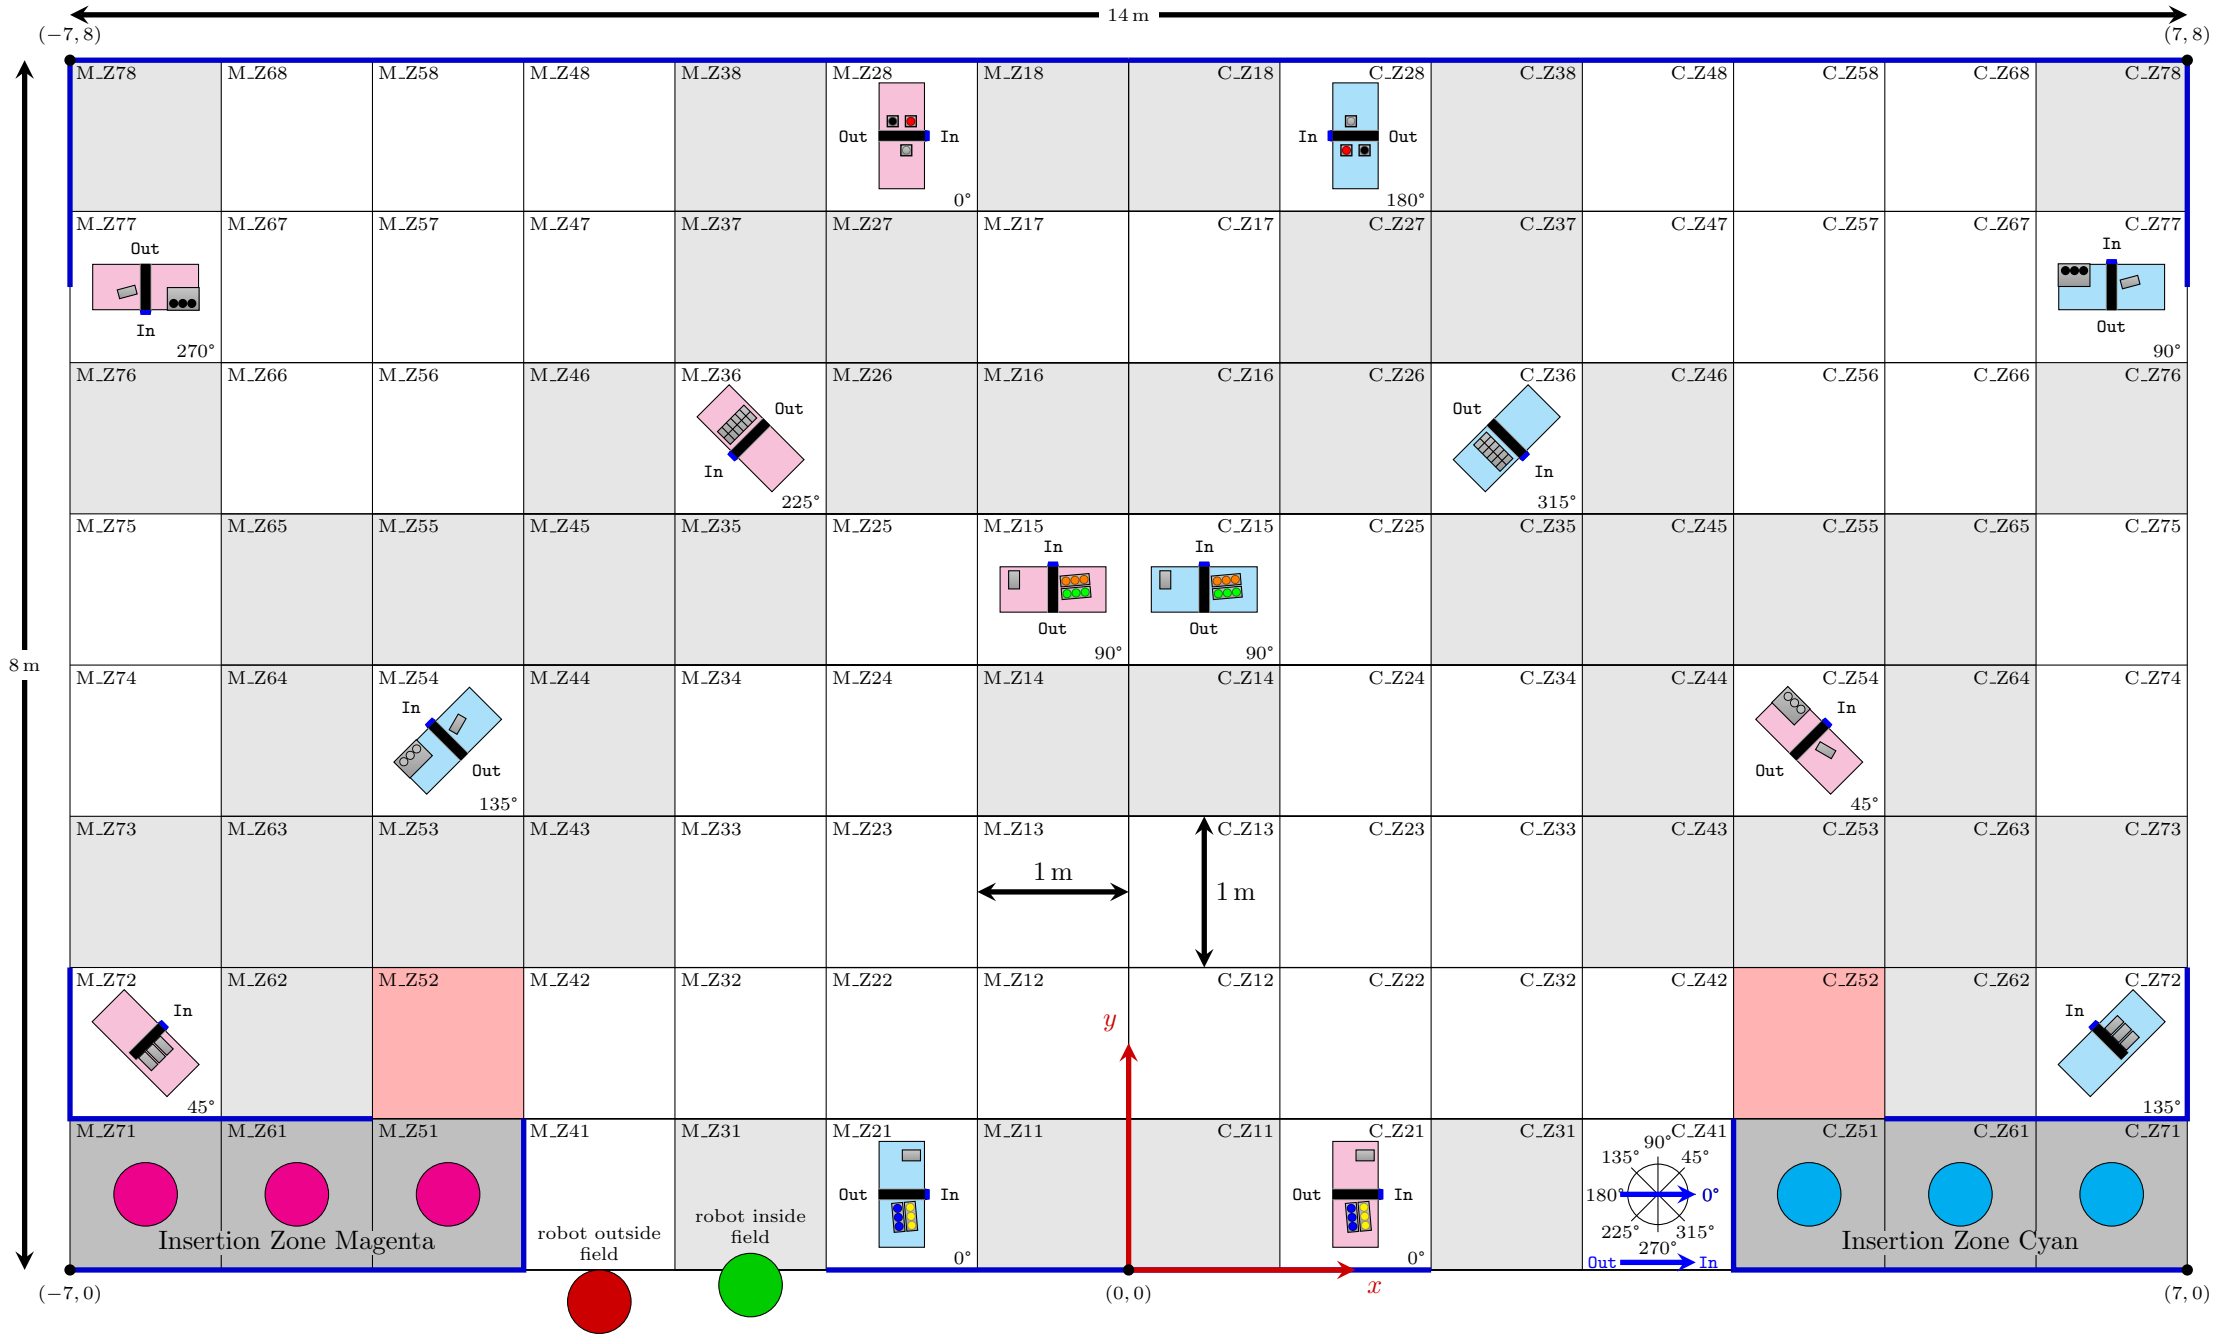 14 m
(−7, 8)
(7, 8)
M_Z78 M_Z68 M_Z58 M_Z48 M_Z38 M_Z28 M_Z18 C_Z18 C_Z28 C_Z38 C_Z48 C_Z58 C_Z68 C_Z78
Out In In Out
0° 180°
M_Z77 M_Z67 M_Z57 M_Z47 M_Z37 M_Z27 M_Z17 C_Z17 C_Z27 C_Z37 C_Z47 C_Z57 C_Z67 C_Z77
Out In
In Out
270° 90°
M_Z76 M_Z66 M_Z56 M_Z46 M_Z36 M_Z26 M_Z16 C_Z16 C_Z26 C_Z36 C_Z46 C_Z56 C_Z66 C_Z76
Out Out
In In
225° 315°
M_Z75 M_Z65 M_Z55 M_Z45 M_Z35 M_Z25 M_Z15 C_Z15 C_Z25 C_Z35 C_Z45 C_Z55 C_Z65 C_Z75
In In
Out Out
90° 90°
8 m
M_Z74 M_Z64 M_Z54 M_Z44 M_Z34 M_Z24 M_Z14 C_Z14 C_Z24 C_Z34 C_Z44 C_Z54 C_Z64 C_Z74
In In
Out Out
135° 45°
M_Z73 M_Z63 M_Z53 M_Z43 M_Z33 M_Z23 M_Z13 C_Z13 C_Z23 C_Z33 C_Z43 C_Z53 C_Z63 C_Z73
1 m 1 m
M_Z72 M_Z62 M_Z52 M_Z42 M_Z32 M_Z22 M_Z12 C_Z12 C_Z22 C_Z32 C_Z42 C_Z52 C_Z62 C_Z72
In y In
45° 135°
M_Z71 M_Z61 M_Z51 M_Z41 M_Z31 M_Z21 M_Z11 C_Z11 C_Z21 C_Z31 C_Z41 C_Z51 C_Z61 C_Z71
90°
135° 45°
Out In Out In 180° 0°
225° 315°
270°
robot inside
field
robot outside
field
Insertion Zone Magenta
Insertion Zone Cyan
0° 0° Out In
(−7, 0) (0, 0) x (7, 0)